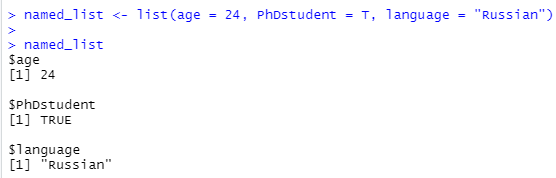 > named_list <- list(age = 24, PhDstudent = T, language = "Russian")
>
> named_list
$age
[1] 24
$PhDstudent
[1] TRUE
$language
[1] "Russian"